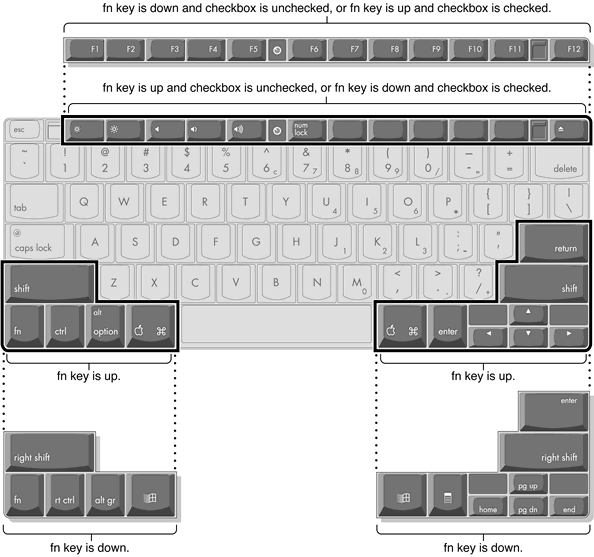 fn key is down and checkbox is unchecked, or fn key is up and checkbox is checked.
F1 F2 F3 F4 F5 F6 F7 F8 F9 F10 F11 F12
fn key is up and checkbox is unchecked, or fn key is down and checkbox is checked.
esc num lock
~ ` ! 1 @ 2 # 3 $ 4 % 5 ^ 6 c & 7 7 * 8 8 ( 9 9 ) 0 / – - = + = delete
tab Q W E R T Y U 4 I 5 O 6 P * { [ } ] | \
caps lock A S D F G H J 1 K 2 L 3 : ; - " ' return
shift Z X C V B N M 0 < , > . . ? / + shift
fn ctrl alt option ⌘ ⌘ enter ◄ ▲ ▼ ►
fn key is up. fn key is up.
enter
right shift right shift
fn rt ctrl alt gr pg up
home pg dn end
fn key is down. fn key is down.